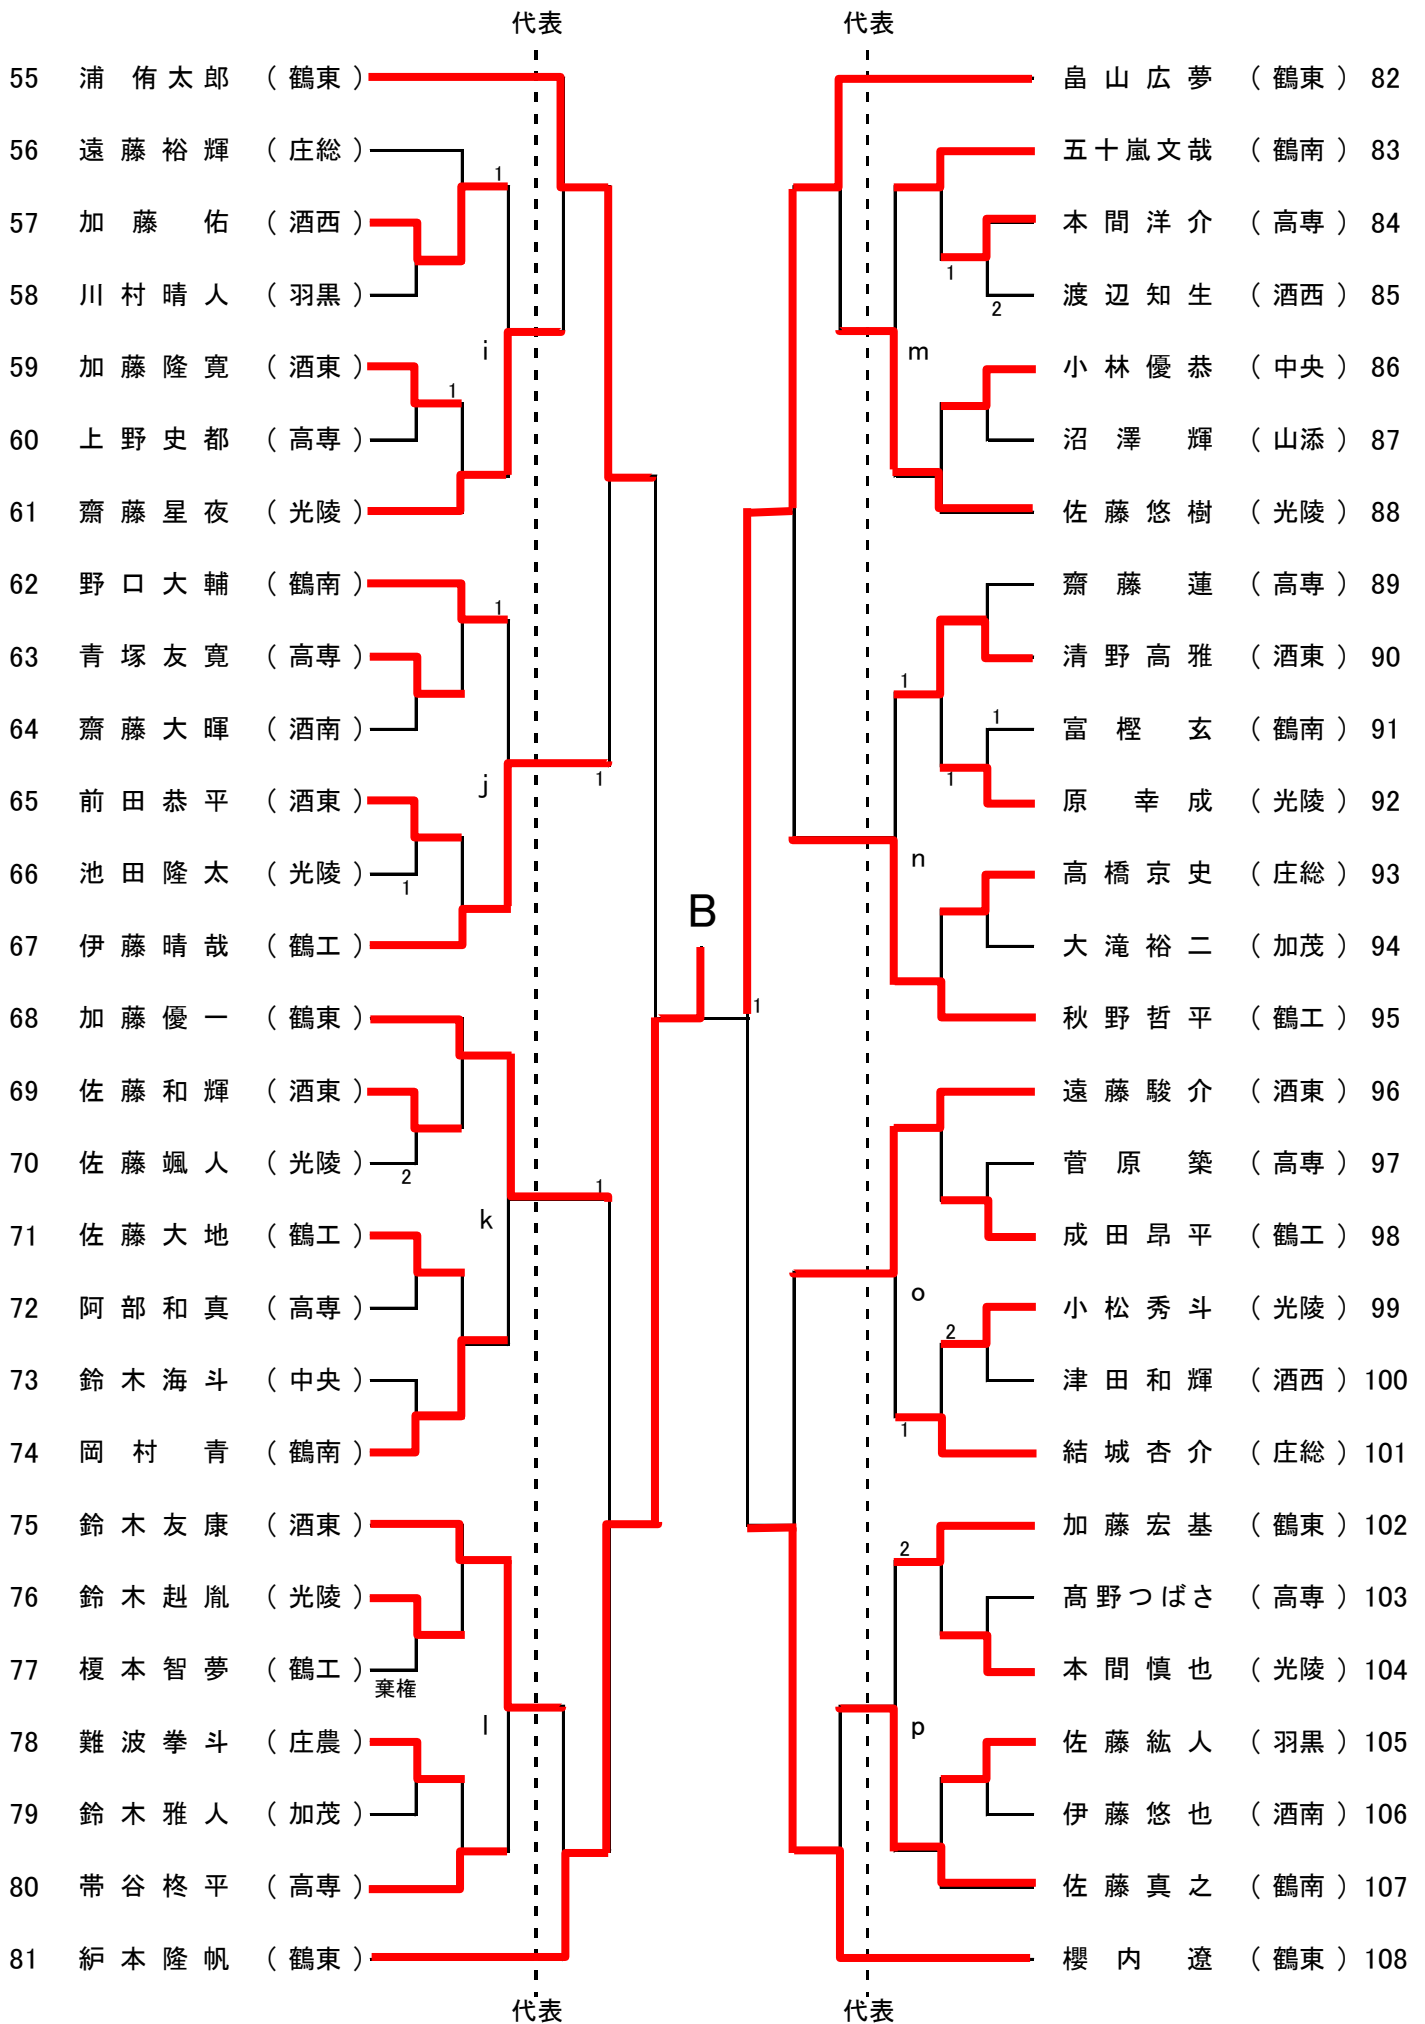 代表 代表
55 浦 侑太郎 （ 鶴東 ）
56 遠藤裕輝 （ 庄総 ）
1
57 加藤 佑 （ 酒西 ）
58 川村晴人 （ 羽黒 ）
i
59 加藤隆寛 （ 酒東 ）
1
60 上野史都 （ 高専 ）
61 齋藤星夜 （ 光陵 ）
62 野口大輔 （ 鶴南 ）
1
63 青塚友寛 （ 高専 ）
64 齋藤大暉 （ 酒南 ）
j 1
65 前田恭平 （ 酒東 ）
66 池田隆太 （ 光陵 ）
1
67 伊藤晴哉 （ 鶴工 ）
68 加藤優一 （ 鶴東 ）
69 佐藤和輝 （ 酒東 ）
70 佐藤颯人 （ 光陵 ）
2
1
k
71 佐藤大地 （ 鶴工 ）
72 阿部和真 （ 高専 ）
73 鈴木海斗 （ 中央 ）
74 岡村 青 （ 鶴南 ）
75 鈴木友康 （ 酒東 ）
76 鈴木赳胤 （ 光陵 ）
77 榎本智夢 （ 鶴工 ）
棄権
l
78 難波拳斗 （ 庄農 ）
79 鈴木雅人 （ 加茂 ）
80 帯谷柊平 （ 高専 ）
81 枦本隆帆 （ 鶴東 ）
B
1
畠山広夢 （ 鶴東 ） 82
五十嵐文哉 （ 鶴南 ） 83
本間洋介 （ 高専 ） 84
1
渡辺知生 （ 酒西 ） 85
2
m
小林優恭 （ 中央 ） 86
沼澤 輝 （ 山添 ） 87
佐藤悠樹 （ 光陵 ） 88
齋藤 蓮 （ 高専 ） 89
清野高雅 （ 酒東 ） 90
1
1
富樫 玄 （ 鶴南 ） 91
1
原 幸成 （ 光陵 ） 92
n
高橋京史 （ 庄総 ） 93
大滝裕二 （ 加茂 ） 94
秋野哲平 （ 鶴工 ） 95
遠藤駿介 （ 酒東 ） 96
菅原 築 （ 高専 ） 97
成田昂平 （ 鶴工 ） 98
o
小松秀斗 （ 光陵 ） 99
2
津田和輝 （ 酒西 ） 100
1
結城杏介 （ 庄総 ） 101
加藤宏基 （ 鶴東 ） 102
2
髙野つばさ （ 高専 ） 103
本間慎也 （ 光陵 ） 104
p
佐藤紘人 （ 羽黒 ） 105
伊藤悠也 （ 酒南 ） 106
佐藤真之 （ 鶴南 ） 107
櫻内 遼 （ 鶴東 ） 108
代表 代表